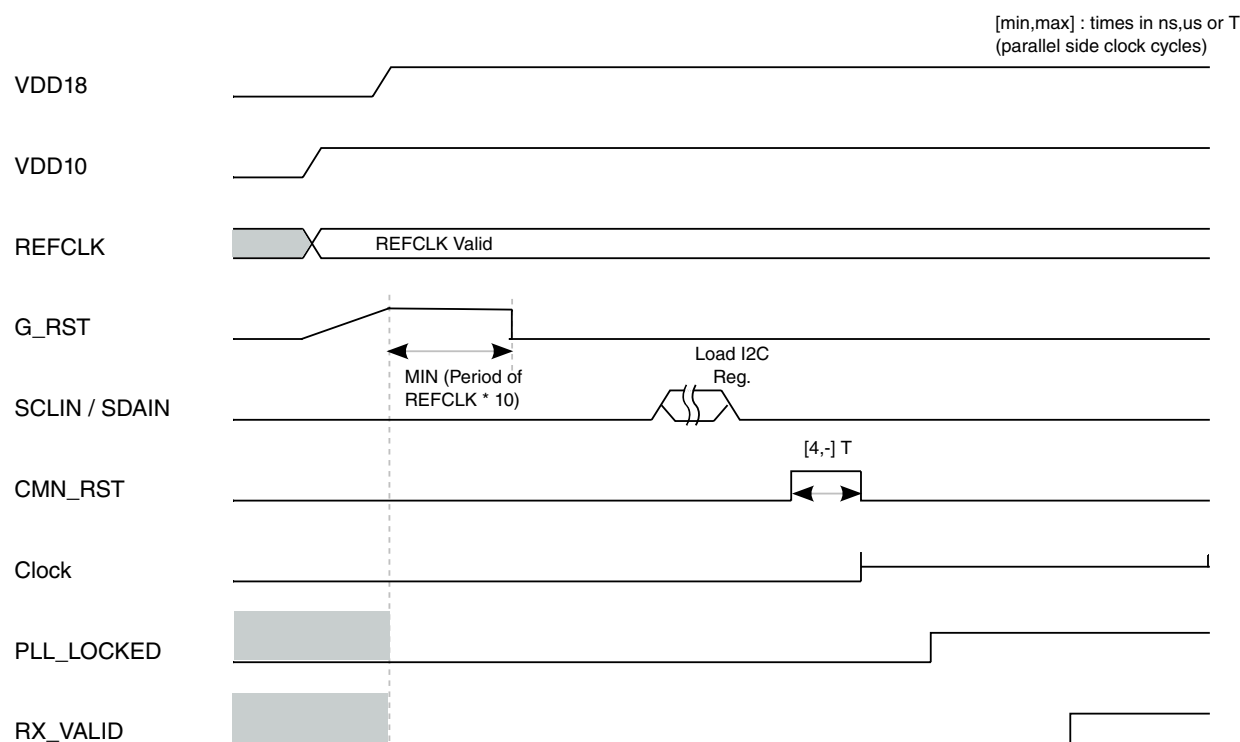 [min,max] : times in ns,us or T
(parallel side clock cycles)
VDD18
VDD10
REFCLK
REFCLK Valid
G_RST
MIN (Period of
REFCLK * 10)
Load I2C
Reg.
SCLIN / SDAIN
[4,-] T
CMN_RST
Clock
PLL_LOCKED
RX_VALID